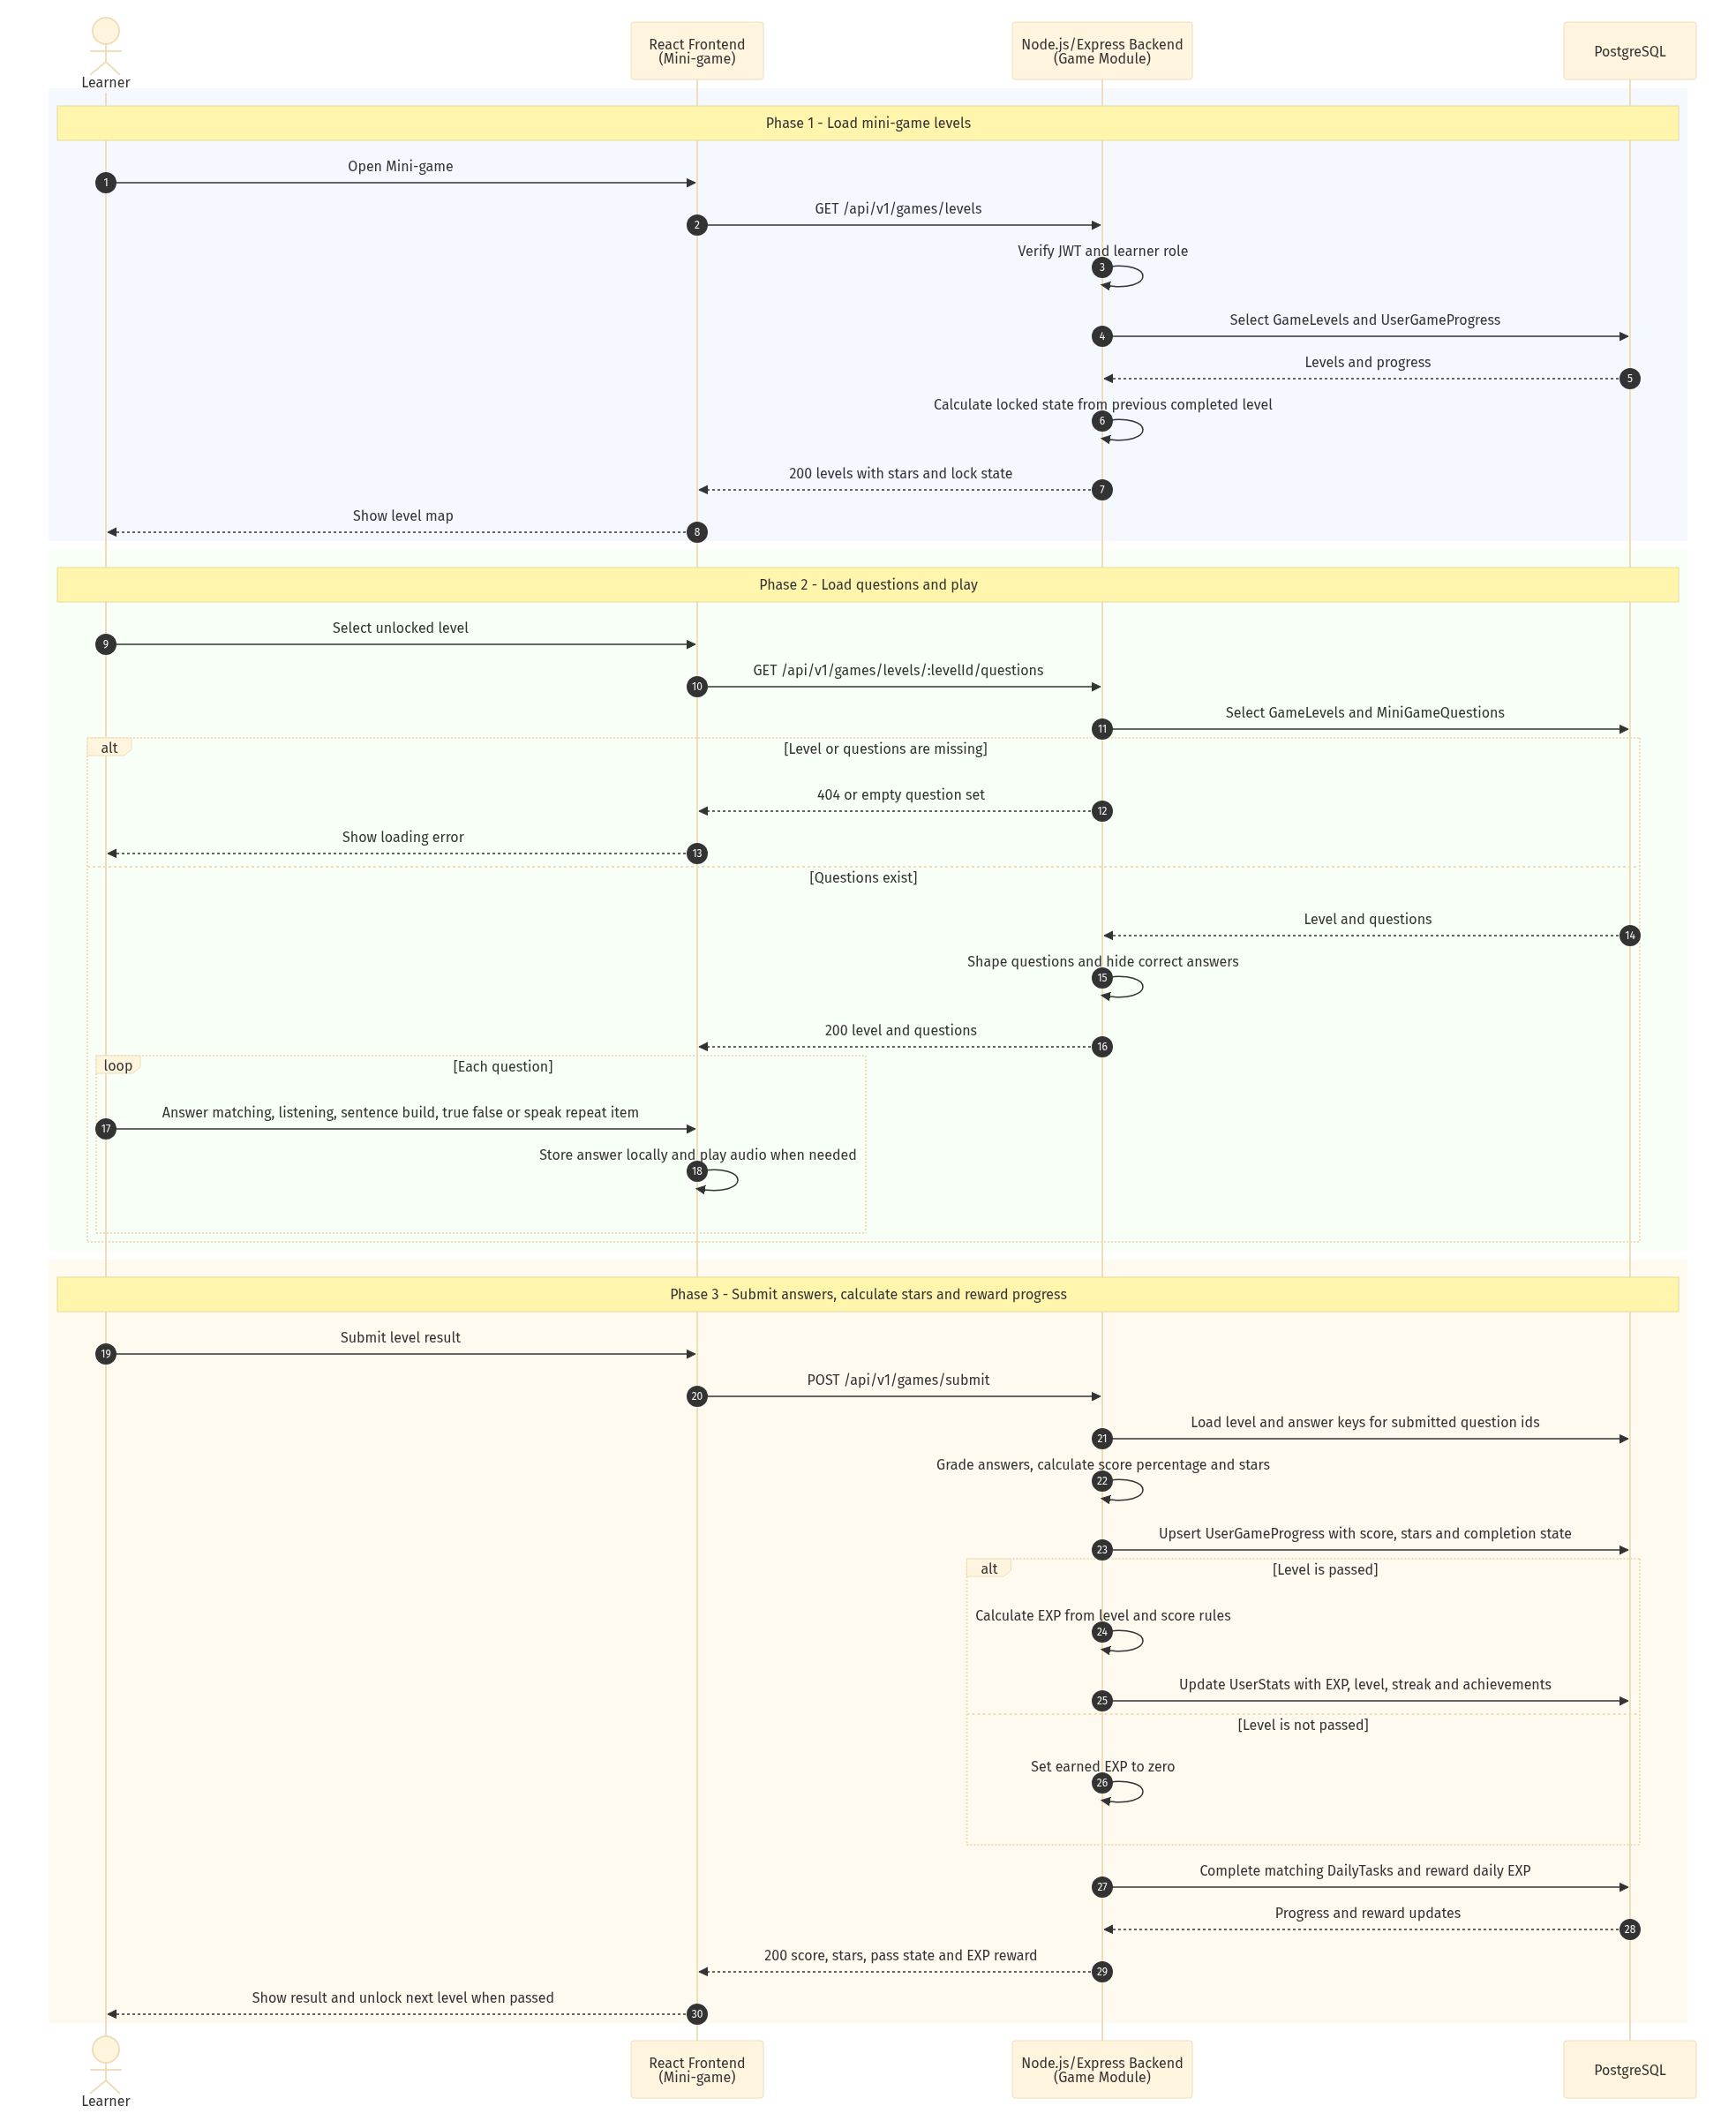 Learner
React Frontend
(Mini-game)
Node.js/Express Backend
(Game Module)
PostgreSQL
Phase 1 - Load mini-game levels
Open Mini-game
1
GET /api/v1/games/levels
2
Verify JWT and learner role
3
Select GameLevels and UserGameProgress
4
Levels and progress
5
Calculate locked state from previous completed level
6
200 levels with stars and lock state
7
Show level map
8
Phase 2 - Load questions and play
Select unlocked level
9
GET /api/v1/games/levels/:levelId/questions
10
Select GameLevels and MiniGameQuestions
11
alt
[Level or questions are missing]
404 or empty question set
12
Show loading error
13
[Questions exist]
Level and questions
14
Shape questions and hide correct answers
15
200 level and questions
16
loop
[Each question]
Answer matching, listening, sentence build, true false or speak repeat item
17
Store answer locally and play audio when needed
18
Phase 3 - Submit answers, calculate stars and reward progress
Submit level result
19
POST /api/v1/games/submit
20
Load level and answer keys for submitted question ids
21
Grade answers, calculate score percentage and stars
22
Upsert UserGameProgress with score, stars and completion state
23
alt
[Level is passed]
Calculate EXP from level and score rules
24
Update UserStats with EXP, level, streak and achievements
25
[Level is not passed]
Set earned EXP to zero
26
Complete matching DailyTasks and reward daily EXP
27
Progress and reward updates
28
200 score, stars, pass state and EXP reward
29
Show result and unlock next level when passed
30
Learner
React Frontend
(Mini-game)
Node.js/Express Backend
(Game Module)
PostgreSQL